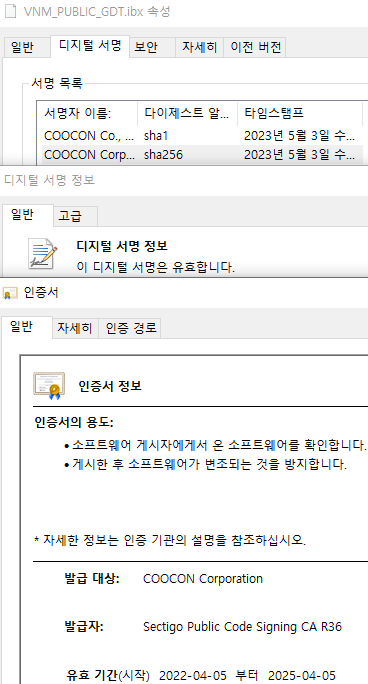 VNM_PUBLIC_GDT.ibx 속성
일반 디지털 서명 보안 자세히 이전 버전
서명 목록
서명자 이름: 다이제스트 알... 타임스탬프
COOCON Co., ... sha1 2023년 5월 3일 수...
COOCON Corp... sha256 2023년 5월 3일 수...
디지털 서명 정보
일반 고급
디지털 서명 정보
이 디지털 서명은 유효합니다.
인증서
일반 자세히 인증 경로
인증서 정보
인증서의 용도:
• 소프트웨어 게시자에게서 온 소프트웨어를 확인합니다.
• 게시한 후 소프트웨어가 변조되는 것을 방지합니다.
* 자세한 정보는 인증 기관의 설명을 참조하십시오.
발급 대상: COOCON Corporation
발급자: Sectigo Public Code Signing CA R36
유효 기간(시작) 2022-04-05 부터 2025-04-05